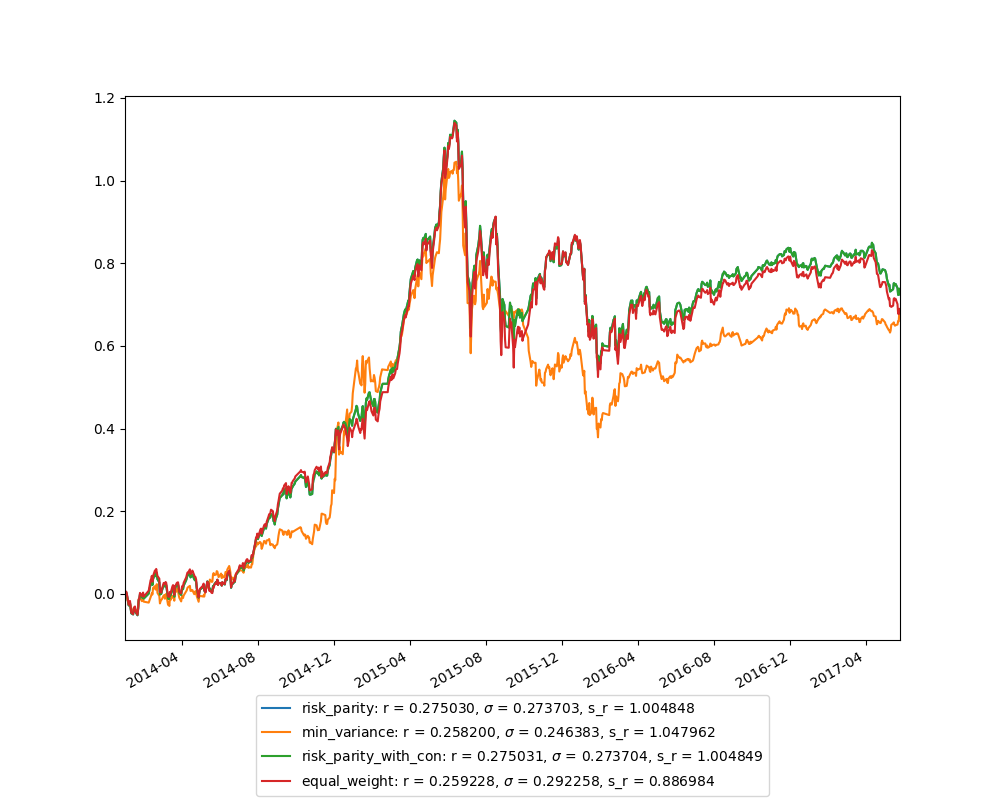 1.2
1.0
0.8
0.6
0.4
0.2
0.0
2014-04 2014-08 2014-12 2015-04 2015-08 2015-12 2016-04 2016-08 2016-12 2017-04
risk_parity: r = 0.275030, σ = 0.273703, s_r = 1.004848
min_variance: r = 0.258200, σ = 0.246383, s_r = 1.047962
risk_parity_with_con: r = 0.275031, σ = 0.273704, s_r = 1.004849
equal_weight: r = 0.259228, σ = 0.292258, s_r = 0.886984